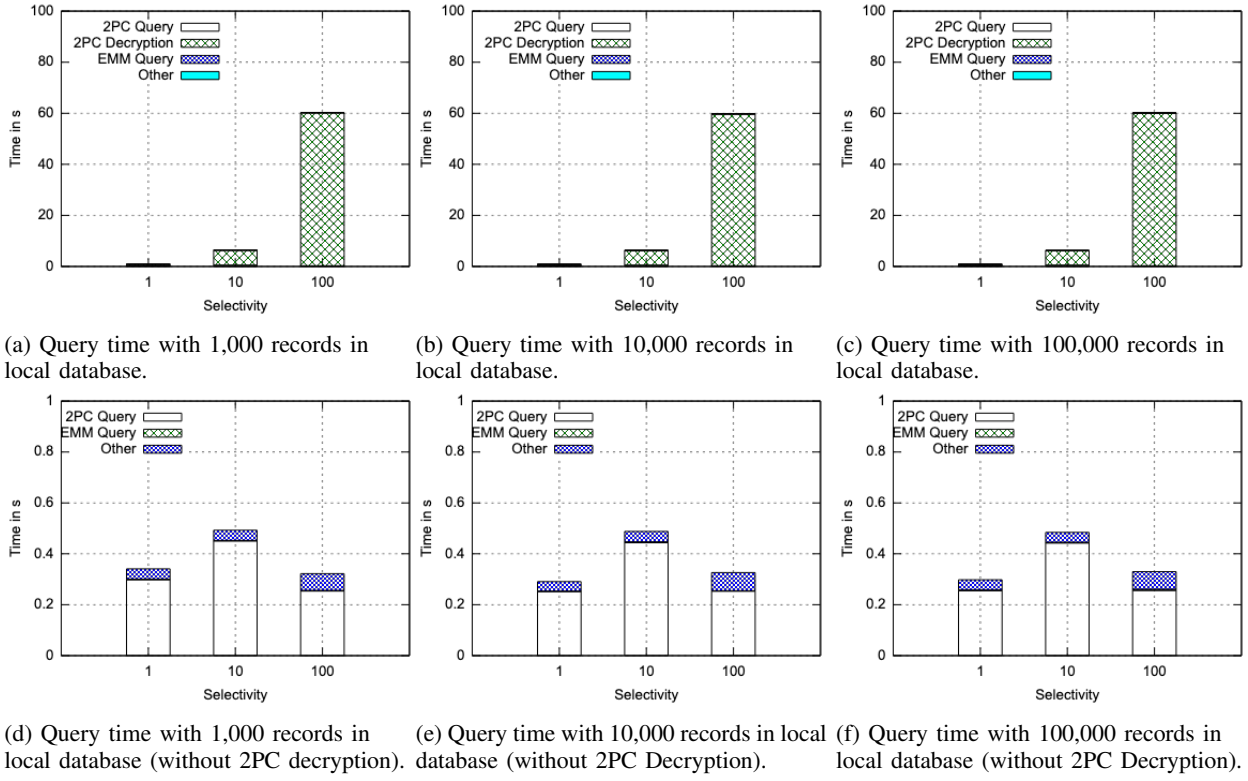 100
80
60
40
20
0
Time in s
2PC Query
2PC Decryption
EMM Query
Other
1 10 100
Selectivity
(a) Query time with 1,000 records in
local database.
100
80
60
40
20
0
Time in s
2PC Query
2PC Decryption
EMM Query
Other
1 10 100
Selectivity
(b) Query time with 10,000 records in
local database.
100
80
60
40
20
0
Time in s
2PC Query
2PC Decryption
EMM Query
Other
1 10 100
Selectivity
(c) Query time with 100,000 records in
local database.
1
0.8
0.6
0.4
0.2
0
Time in s
2PC Query
EMM Query
Other
1 10 100
Selectivity
(d) Query time with 1,000 records in
local database (without 2PC decryption).
1
0.8
0.6
0.4
0.2
0
Time in s
2PC Query
EMM Query
Other
1 10 100
Selectivity
(e) Query time with 10,000 records in local
database (without 2PC Decryption).
1
0.8
0.6
0.4
0.2
0
Time in s
2PC Query
EMM Query
Other
1 10 100
Selectivity
(f) Query time with 100,000 records in
local database (without 2PC Decryption).